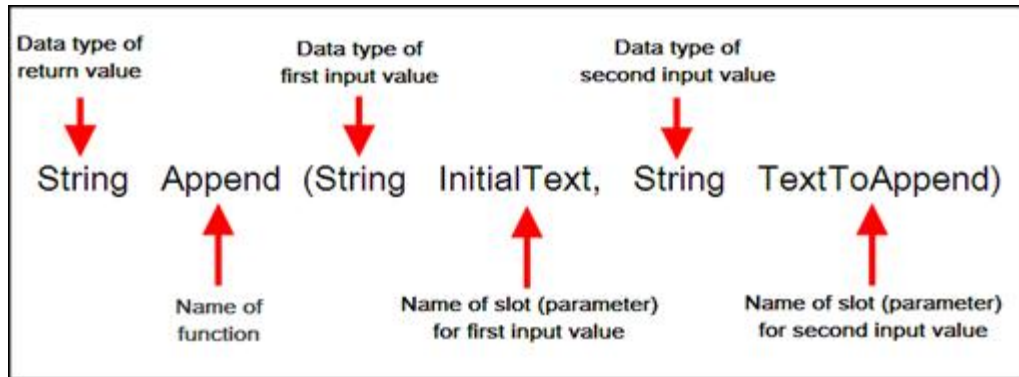 Data type of
return value
Data type of
first input value
Data type of
second input value
String Append (String InitialText, String TextToAppend)
Name of
function
Name of slot (parameter)
for first input value
Name of slot (parameter)
for second input value